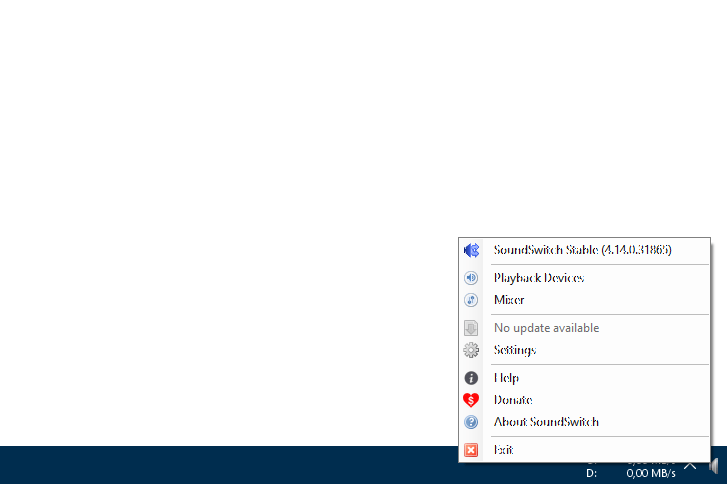 SoundSwitch Stable (4.14.0.31865)
Playback Devices
Mixer
No update available
Settings
Help
Donate
About SoundSwitch
Exit
D: 0,00 MB/s